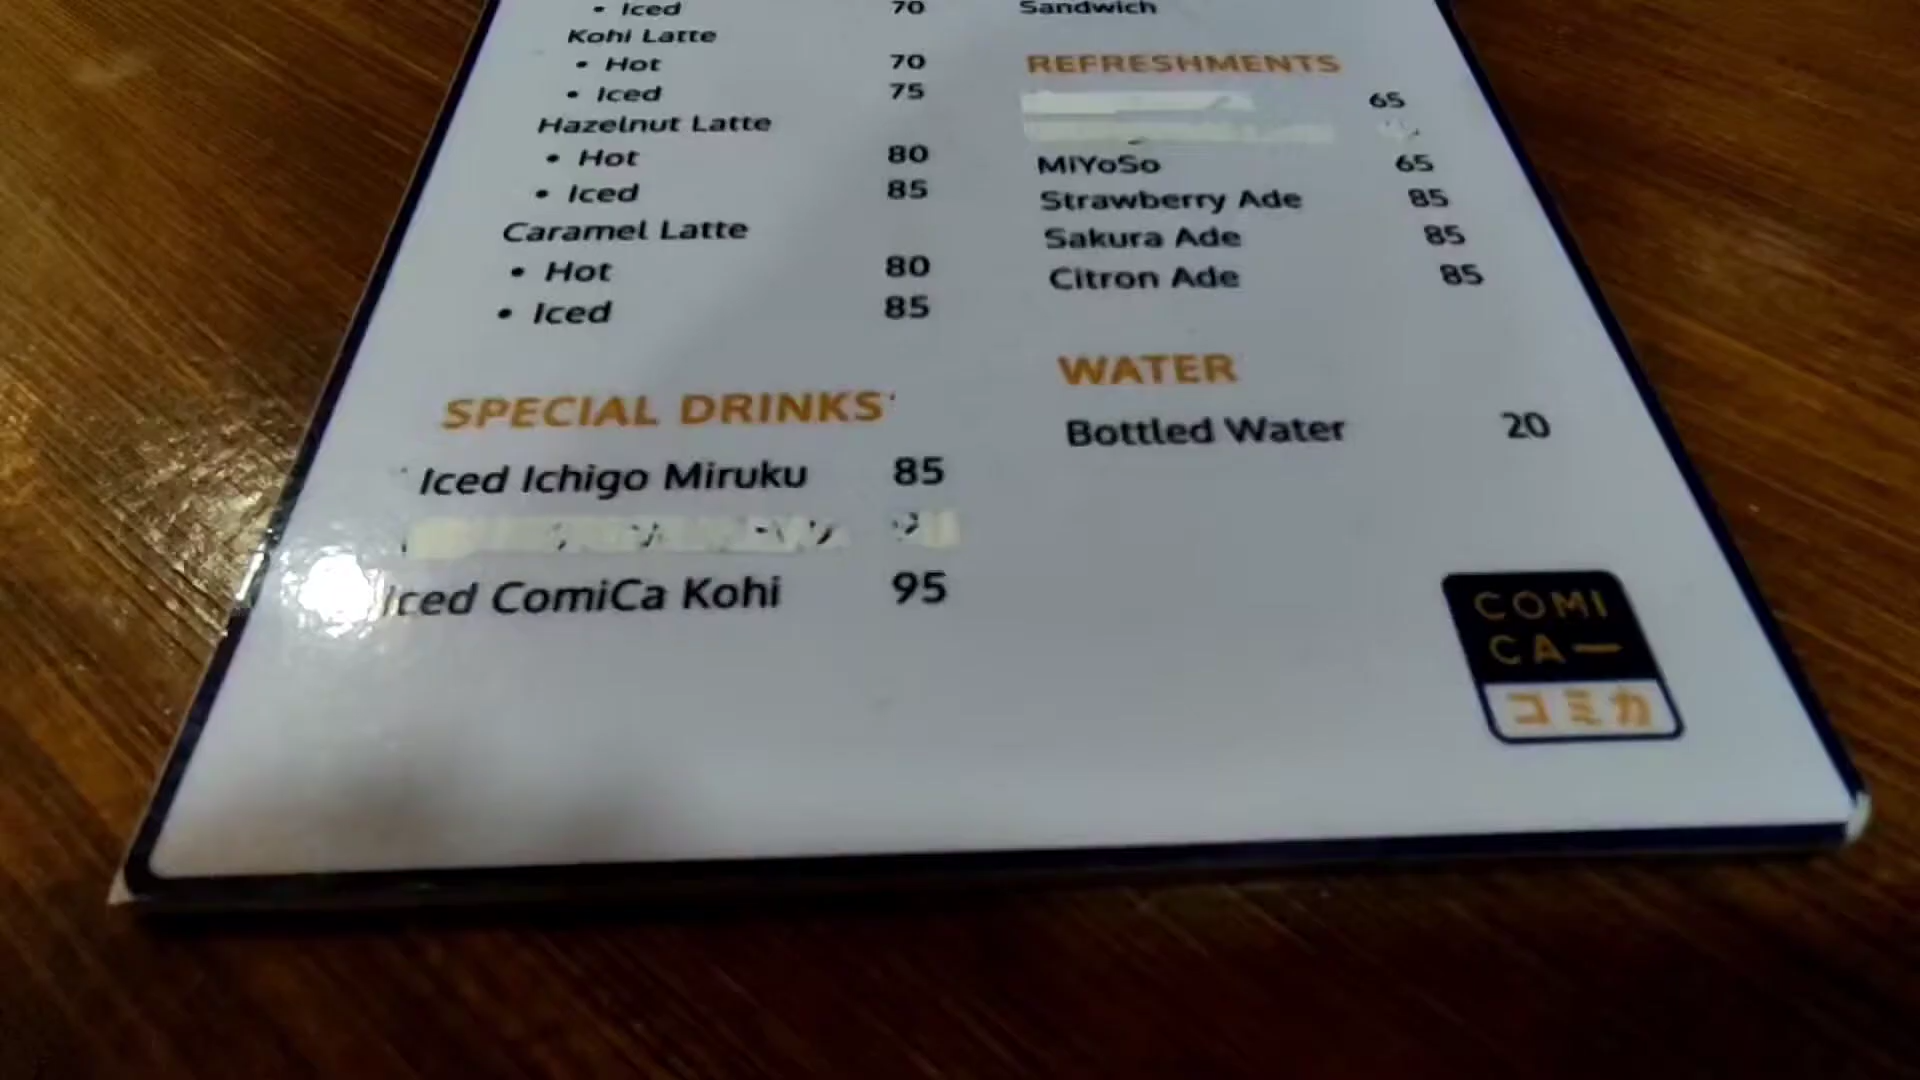 • Iced 70
Kohi Latte
• Hot 70
• Iced 75
Hazelnut Latte
• Hot 80
• Iced 85
Caramel Latte
• Hot 80
• Iced 85
SPECIAL DRINKS
Iced Ichigo Miruku 85
Iced ComiCa Kohi 95
Sandwich
REFRESHMENTS
65
MiYoSo 65
Strawberry Ade 85
Sakura Ade 85
Citron Ade 85
WATER
Bottled Water 20
COMI
CA—
コミカ